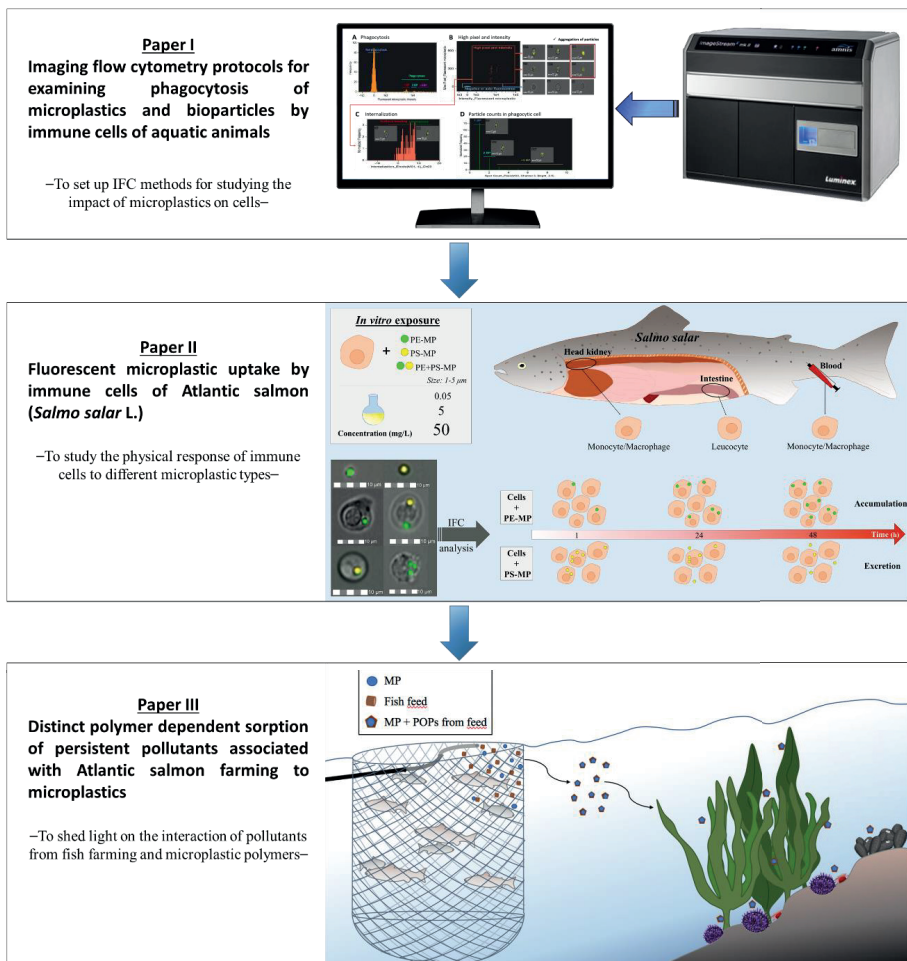 Paper I
Imaging flow cytometry protocols for
examining phagocytosis of
microplastics and bioparticles by
immune cells of aquatic animals
–To set up IFC methods for studying the
impact of microplastics on cells–
A Phagocytosis
B High pixel and intensity
✓ Aggregation of particles
C Internalization
D Particle counts in phagocytic cell
imageStream
amnis
Luminex
Paper II
Fluorescent microplastic uptake by
immune cells of Atlantic salmon
(Salmo salar L.)
–To study the physical response of immune
cells to different microplastic types–
In vitro exposure
+
PE-MP
PS-MP
PE+PS-MP
Size: 1-5 µm
0.05
5
50
Concentration (mg/L)
Salmo salar
Head kidney
Intestine
Blood
Monocyte/Macrophage
Leucocyte
Monocyte/Macrophage
10 µm
10 µm
10 µm
10 µm
10 µm
10 µm
IFC
analysis
Cells
+
PE-MP
Accumulation
1
24
48
Time (h)
Cells
+
PS-MP
Excretion
Paper III
Distinct polymer dependent sorption
of persistent pollutants associated
with Atlantic salmon farming to
microplastics
–To shed light on the interaction of pollutants
from fish farming and microplastic polymers–
MP
Fish feed
MP + POPs from feed